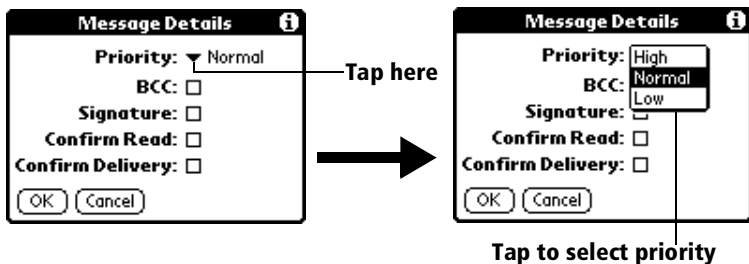 Message Details i
Priority: Normal
BCC:
Signature:
Confirm Read:
Confirm Delivery:
OK Cancel
Tap here
Message Details i
Priority: High
Normal
Low
BCC:
Signature:
Confirm Read:
Confirm Delivery:
OK Cancel
Tap to select priority